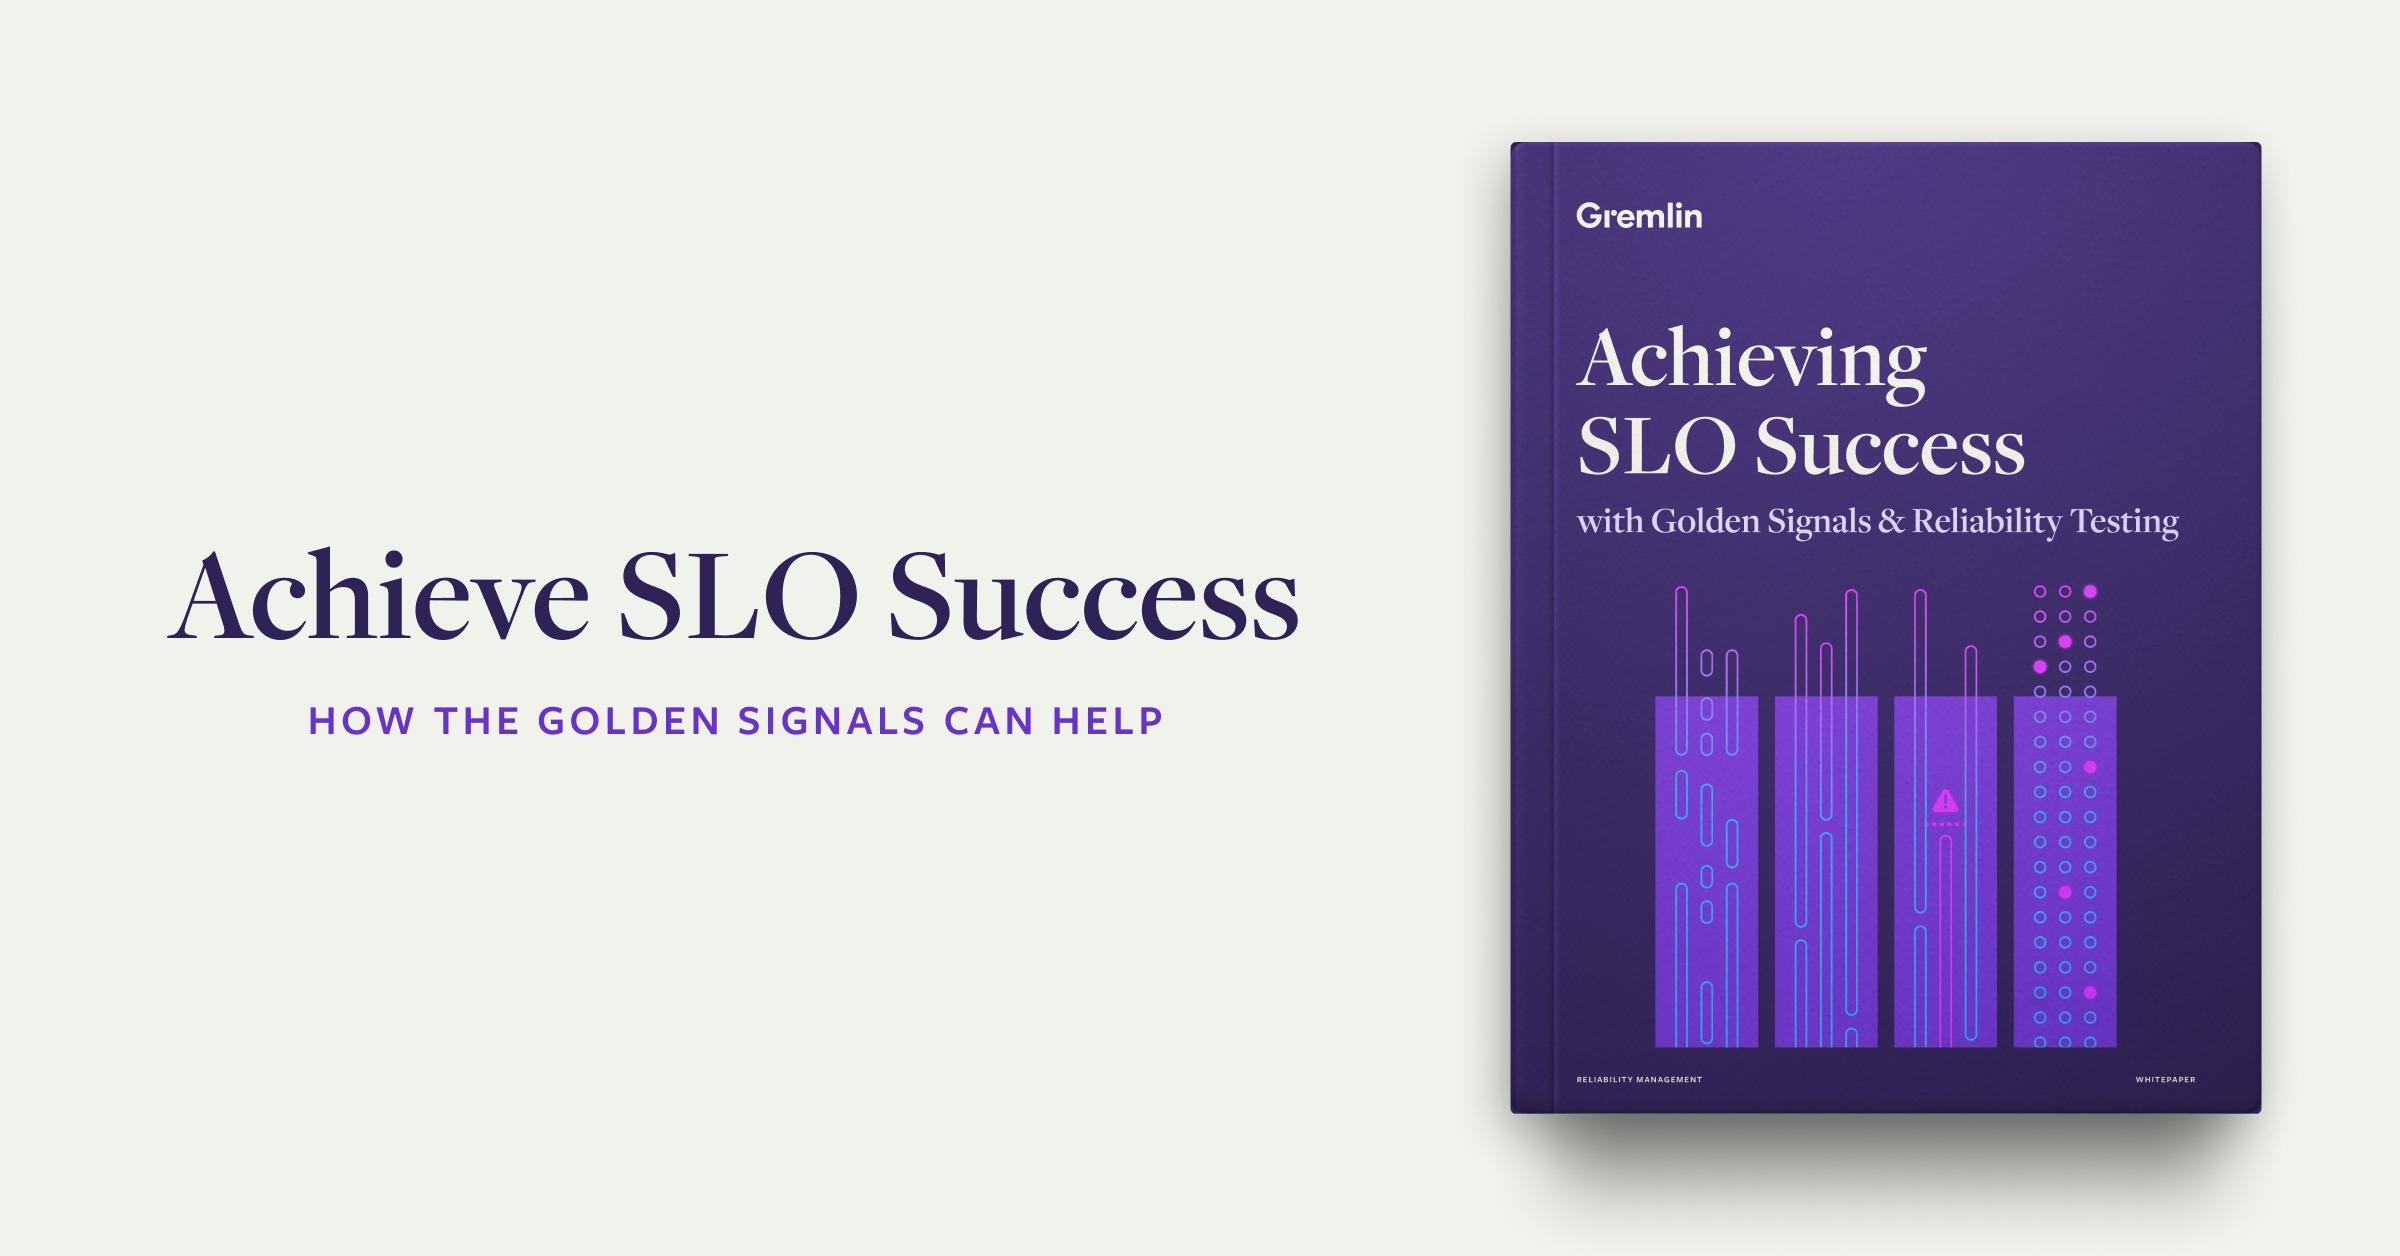 Achieve SLO Success
HOW THE GOLDEN SIGNALS CAN HELP
Gremlin
Achieving
SLO Success
with Golden Signals & Reliability Testing
RELIABILITY MANAGEMENT
WHITEPAPER